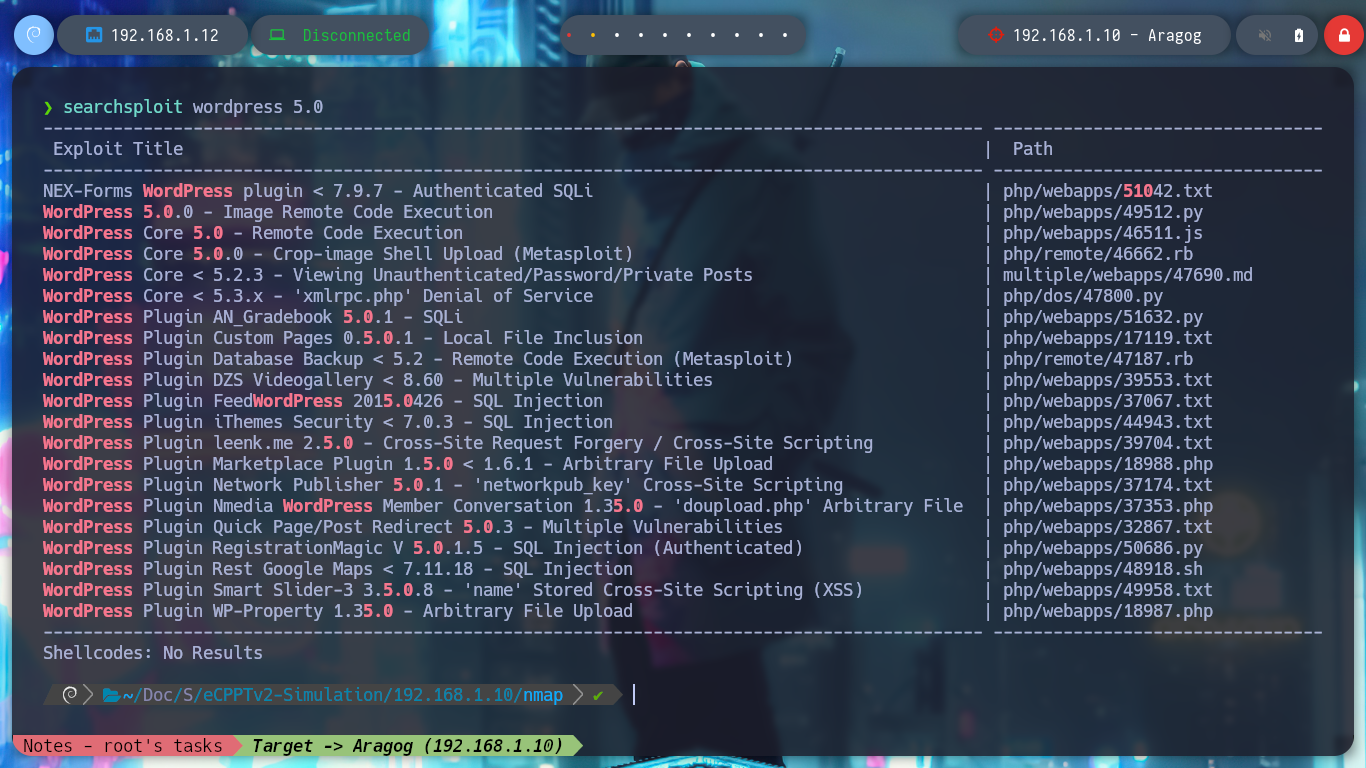 192.168.1.12 Disconnected 192.168.1.10 - Aragog
❯ searchsploit wordpress 5.0
---------------------------------------------------------------------------------------------- ---------------------------------
Exploit Title | Path
---------------------------------------------------------------------------------------------- ---------------------------------
NEX-Forms WordPress plugin < 7.9.7 - Authenticated SQLi | php/webapps/51042.txt
WordPress 5.0.0 - Image Remote Code Execution | php/webapps/49512.py
WordPress Core 5.0 - Remote Code Execution | php/webapps/46511.js
WordPress Core 5.0.0 - Crop-image Shell Upload (Metasploit) | php/remote/46662.rb
WordPress Core < 5.2.3 - Viewing Unauthenticated/Password/Private Posts | multiple/webapps/47690.md
WordPress Core < 5.3.x - 'xmlrpc.php' Denial of Service | php/dos/47800.py
WordPress Plugin AN_Gradebook 5.0.1 - SQLi | php/webapps/51632.py
WordPress Plugin Custom Pages 0.5.0.1 - Local File Inclusion | php/webapps/17119.txt
WordPress Plugin Database Backup < 5.2 - Remote Code Execution (Metasploit) | php/remote/47187.rb
WordPress Plugin DZS Videogallery < 8.60 - Multiple Vulnerabilities | php/webapps/39553.txt
WordPress Plugin FeedWordPress 2015.0426 - SQL Injection | php/webapps/37067.txt
WordPress Plugin iThemes Security < 7.0.3 - SQL Injection | php/webapps/44943.txt
WordPress Plugin leenk.me 2.5.0 - Cross-Site Request Forgery / Cross-Site Scripting | php/webapps/39704.txt
WordPress Plugin Marketplace Plugin 1.5.0 < 1.6.1 - Arbitrary File Upload | php/webapps/18988.php
WordPress Plugin Network Publisher 5.0.1 - 'networkpub_key' Cross-Site Scripting | php/webapps/37174.txt
WordPress Plugin Nmedia WordPress Member Conversation 1.35.0 - 'doupload.php' Arbitrary File | php/webapps/37353.php
WordPress Plugin Quick Page/Post Redirect 5.0.3 - Multiple Vulnerabilities | php/webapps/32867.txt
WordPress Plugin RegistrationMagic V 5.0.1.5 - SQL Injection (Authenticated) | php/webapps/50686.py
WordPress Plugin Rest Google Maps < 7.11.18 - SQL Injection | php/webapps/48918.sh
WordPress Plugin Smart Slider-3 3.5.0.8 - 'name' Stored Cross-Site Scripting (XSS) | php/webapps/49958.txt
WordPress Plugin WP-Property 1.35.0 - Arbitrary File Upload | php/webapps/18987.php
---------------------------------------------------------------------------------------------- ---------------------------------
Shellcodes: No Results
~/Doc/S/eCPPTv2-Simulation/192.168.1.10/nmap ✔
Notes - root's tasks Target -> Aragog (192.168.1.10)